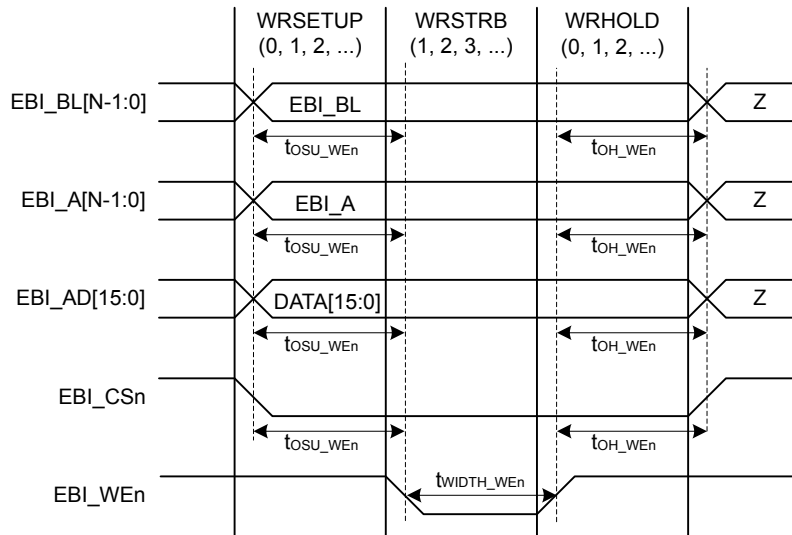 WRSETUP WRSTRB WRHOLD
(0, 1, 2, ...) (1, 2, 3, ...) (0, 1, 2, ...)
EBI_BL[N-1:0] EBI_BL Z
tOSU_WEn tOH_WEn
EBI_A[N-1:0] EBI_A Z
tOSU_WEn tOH_WEn
EBI_AD[15:0] DATA[15:0] Z
tOSU_WEn tOH_WEn
EBI_CSn
tOSU_WEn tOH_WEn
EBI_WEn tWIDTH_WEn